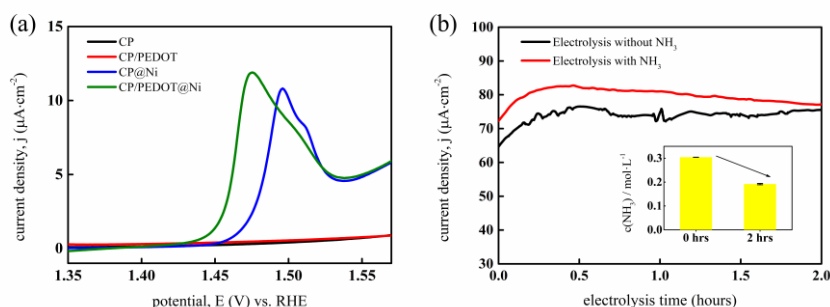 (a)
15
10
5
0
1.35
1.40
1.45
1.50
1.55
current density, j (μA·cm⁻²)
potential, E (V) vs. RHE
CP
CP/PEDOT
CP@Ni
CP/PEDOT@Ni
(b)
100
90
80
70
60
50
40
30
0.0
0.5
1.0
1.5
2.0
current density, j (μA·cm⁻²)
electrolysis time (hours)
Electrolysis without NH₃
Electrolysis with NH₃
c(NH₃) / mol·L⁻¹
0.3
0.2
0.1
0.0
0 hrs
2 hrs